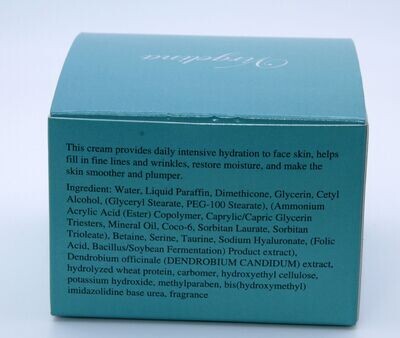 This cream provides daily intensive hydration to face skin, helps
fill in fine lines and wrinkles, restore moisture, and make the
skin smoother and plumper.
Ingredient: Water, Liquid Paraffin, Dimethicone, Glycerin, Cetyl
Alcohol, (Glyceryl Stearate, PEG-100 Stearate), (Ammonium
Acrylic Acid (Ester) Copolymer, Caprylic/Capric Glycerin
Triesters, Mineral Oil, Coco-6, Sorbitan Laurate, Sorbitan
Trioleate), Betaine, Serine, Taurine, Sodium Hyaluronate, (Folic
Acid, Bacillus/Soybean Fermentation) Product extract),
Dendrobium officinale (DENDROBIUM CANDIDUM) extract,
hydrolyzed wheat protein, carbomer, hydroxyethyl cellulose,
potassium hydroxide, methylparaben, bis(hydroxymethyl)
imidazolidine base urea, fragrance